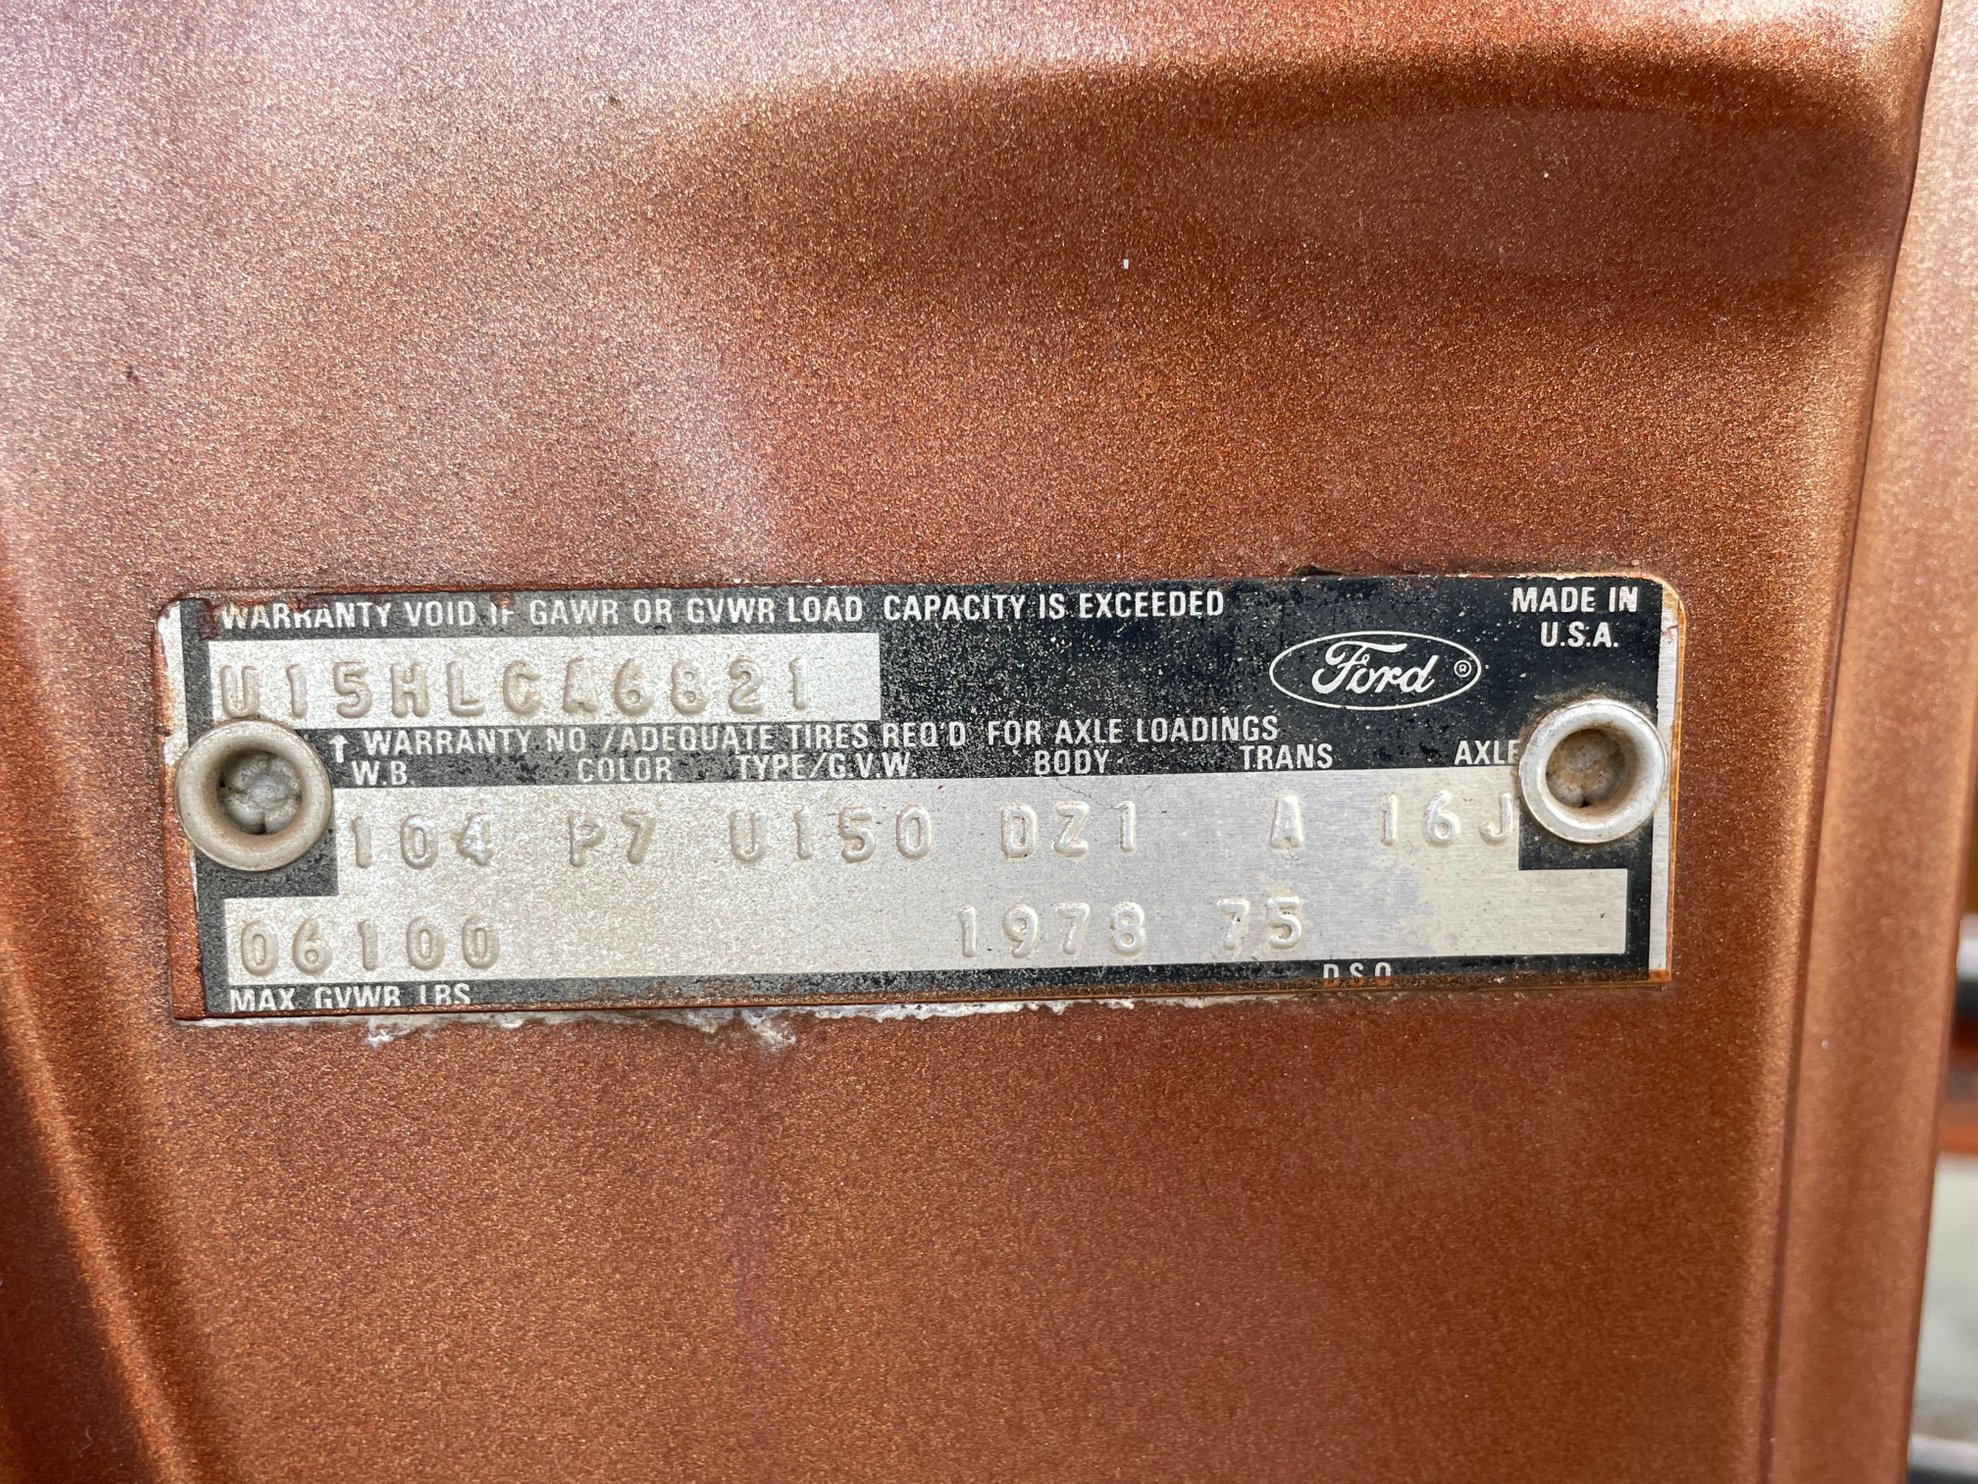 WARRANTY VOID IF GAWR OR GVWR LOAD CAPACITY IS EXCEEDED
MADE IN
U.S.A.
U15HLCA6821
Ford ®
↑ WARRANTY NO /ADEQUATE TIRES REQ'D FOR AXLE LOADINGS
W.B COLOR TYPE/G.V.W. BODY TRANS AXLE
104 P7 U150 DZ1 A 16J
06100 1978 75
MAX GVWR LBS D S O